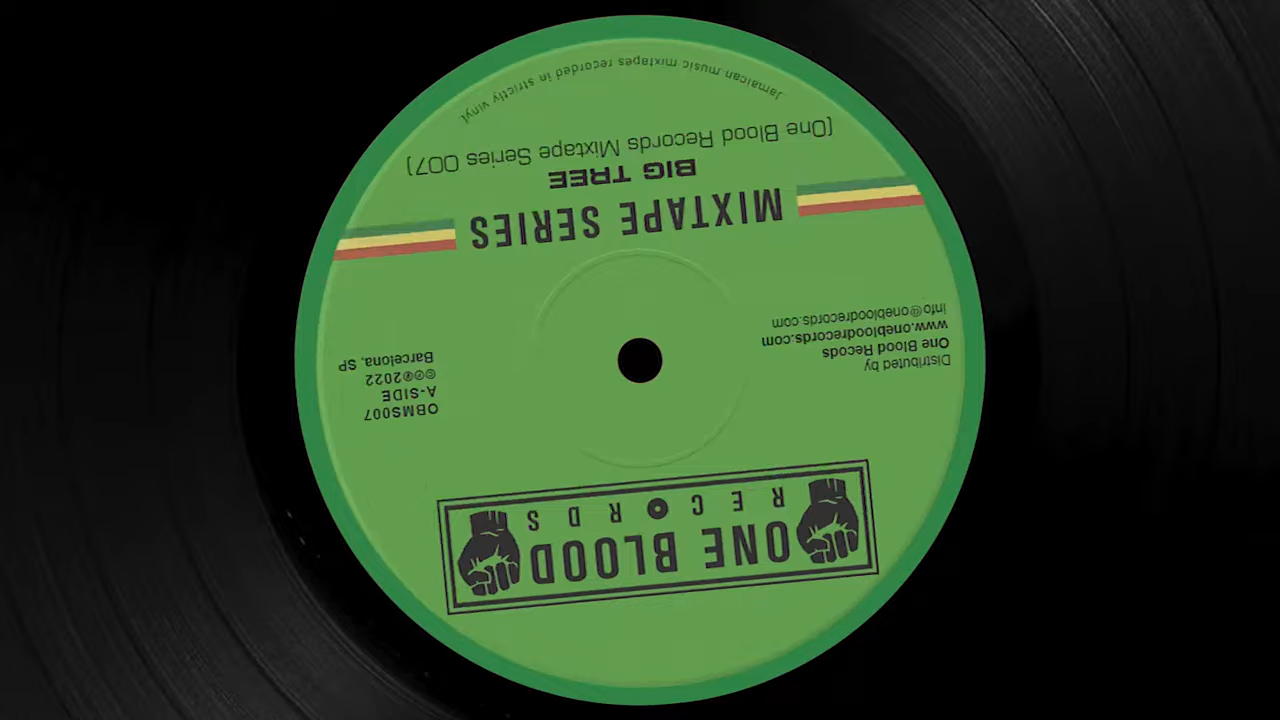 ONE BLOOD
RECORDS
Distributed by
One Blood Recods
www.onebloodrecords.com
info@onebloodrecords.com
OBMS007
A-SIDE
©℗®2022
Barcelona, SP
MIXTAPE SERIES
BIG TREE
(One Blood Records Mixtape Series 007)
Jamaican music mixtapes recorded in strictly vinyl